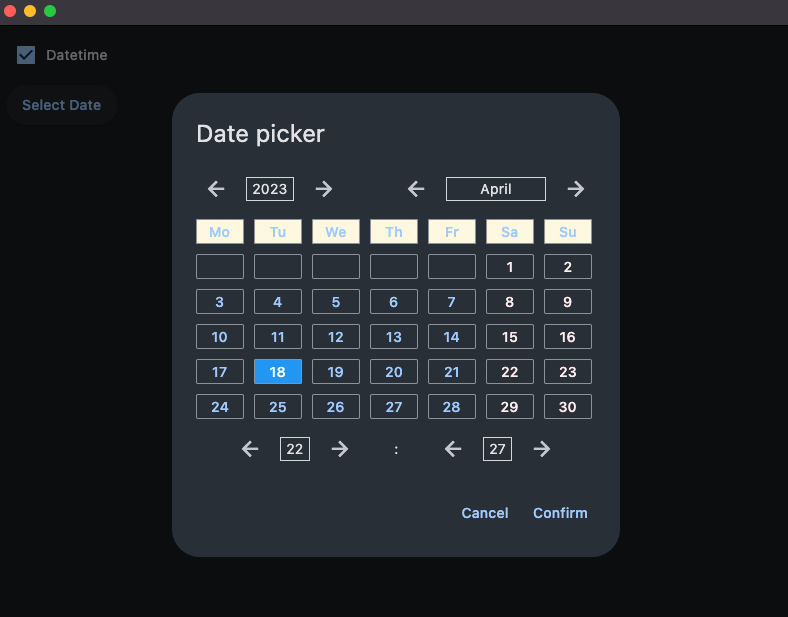 Datetime
Select Date
Date picker
2023 April
Mo Tu We Th Fr Sa Su
1 2
3 4 5 6 7 8 9
10 11 12 13 14 15 16
17 18 19 20 21 22 23
24 25 26 27 28 29 30
22 : 27
Cancel Confirm